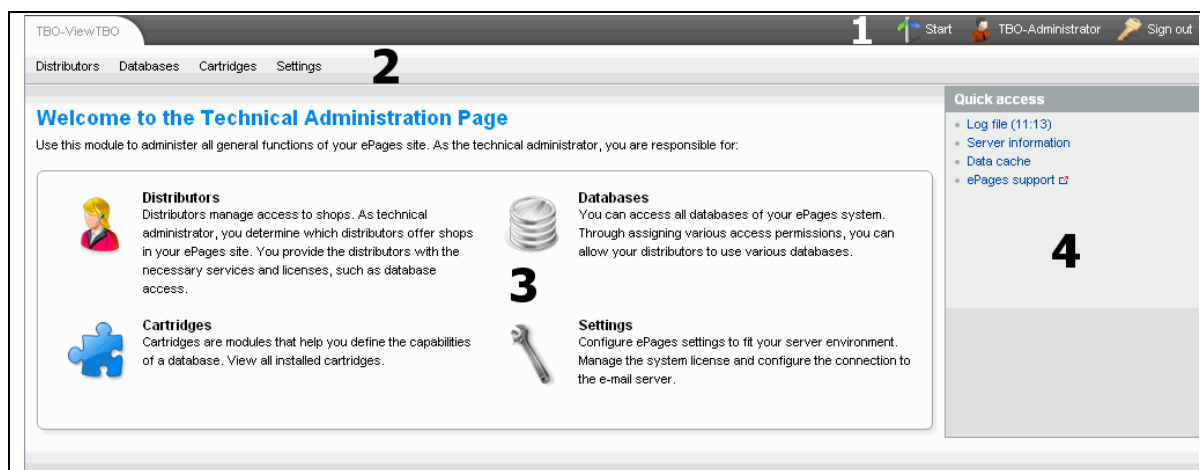 TBO-ViewTBO
1
Start
TBO-Administrator
Sign out
Distributors Databases Cartridges Settings
2
Welcome to the Technical Administration Page
Use this module to administer all general functions of your ePages site. As the technical administrator, you are responsible for:
Distributors
Distributors manage access to shops. As technical
administrator, you determine which distributors offer shops
in your ePages site. You provide the distributors with the
necessary services and licenses, such as database
access.
Databases
You can access all databases of your ePages system.
Through assigning various access permissions, you can
allow your distributors to use various databases.
3
Cartridges
Cartridges are modules that help you define the capabilities
of a database. View all installed cartridges.
Settings
Configure ePages settings to fit your server environment.
Manage the system license and configure the connection to
the e-mail server.
Quick access
Log file (11:13)
Server information
Data cache
ePages support
4